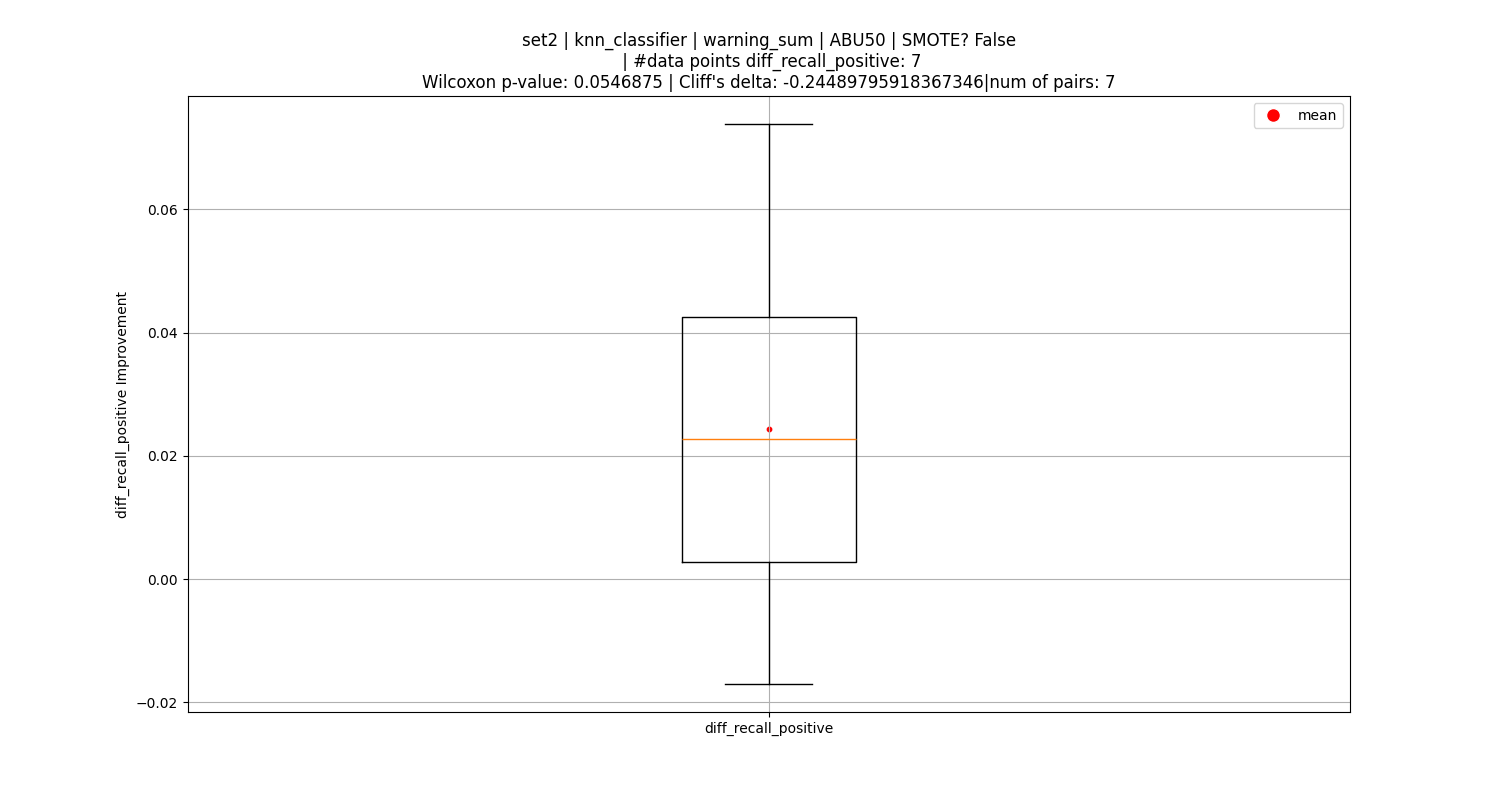 set2 | knn_classifier | warning_sum | ABU50 | SMOTE? False
| #data points diff_recall_positive: 7
Wilcoxon p-value: 0.0546875 | Cliff's delta: -0.24489795918367346|num of pairs: 7
mean
0.06
0.04
0.02
0.00
−0.02
diff_recall_positive Improvement
diff_recall_positive